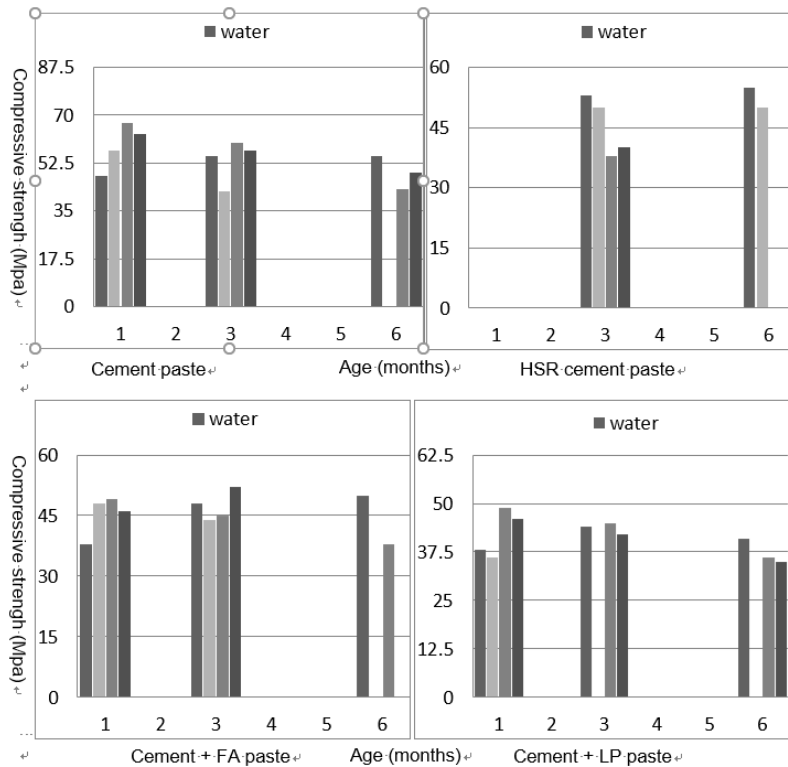 water
water
Compressive strengh (Mpa)
87.5
70
52.5
35
17.5
0
1 2 3 4 5 6
60
45
30
15
0
1 2 3 4 5 6
Cement paste
Age (months)
HSR cement paste
water
water
Compressive strengh (Mpa)
60
45
30
15
0
1 2 3 4 5 6
62.5
50
37.5
25
12.5
0
1 2 3 4 5 6
Cement + FA paste
Age (months)
Cement + LP paste